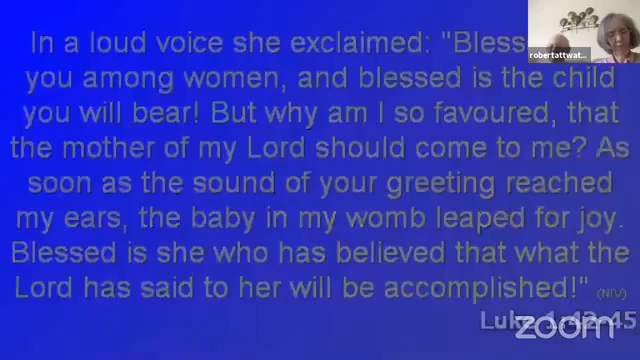 In a loud voice she exclaimed: "Bless
you among women, and blessed is the child
you will bear! But why am I so favoured, that
the mother of my Lord should come to me? As
soon as the sound of your greeting reached
my ears, the baby in my womb leaped for joy.
Blessed is she who has believed that what the
Lord has said to her will be accomplished!" (NIV)
Luke 1:42-45
zoom
robertattwat...